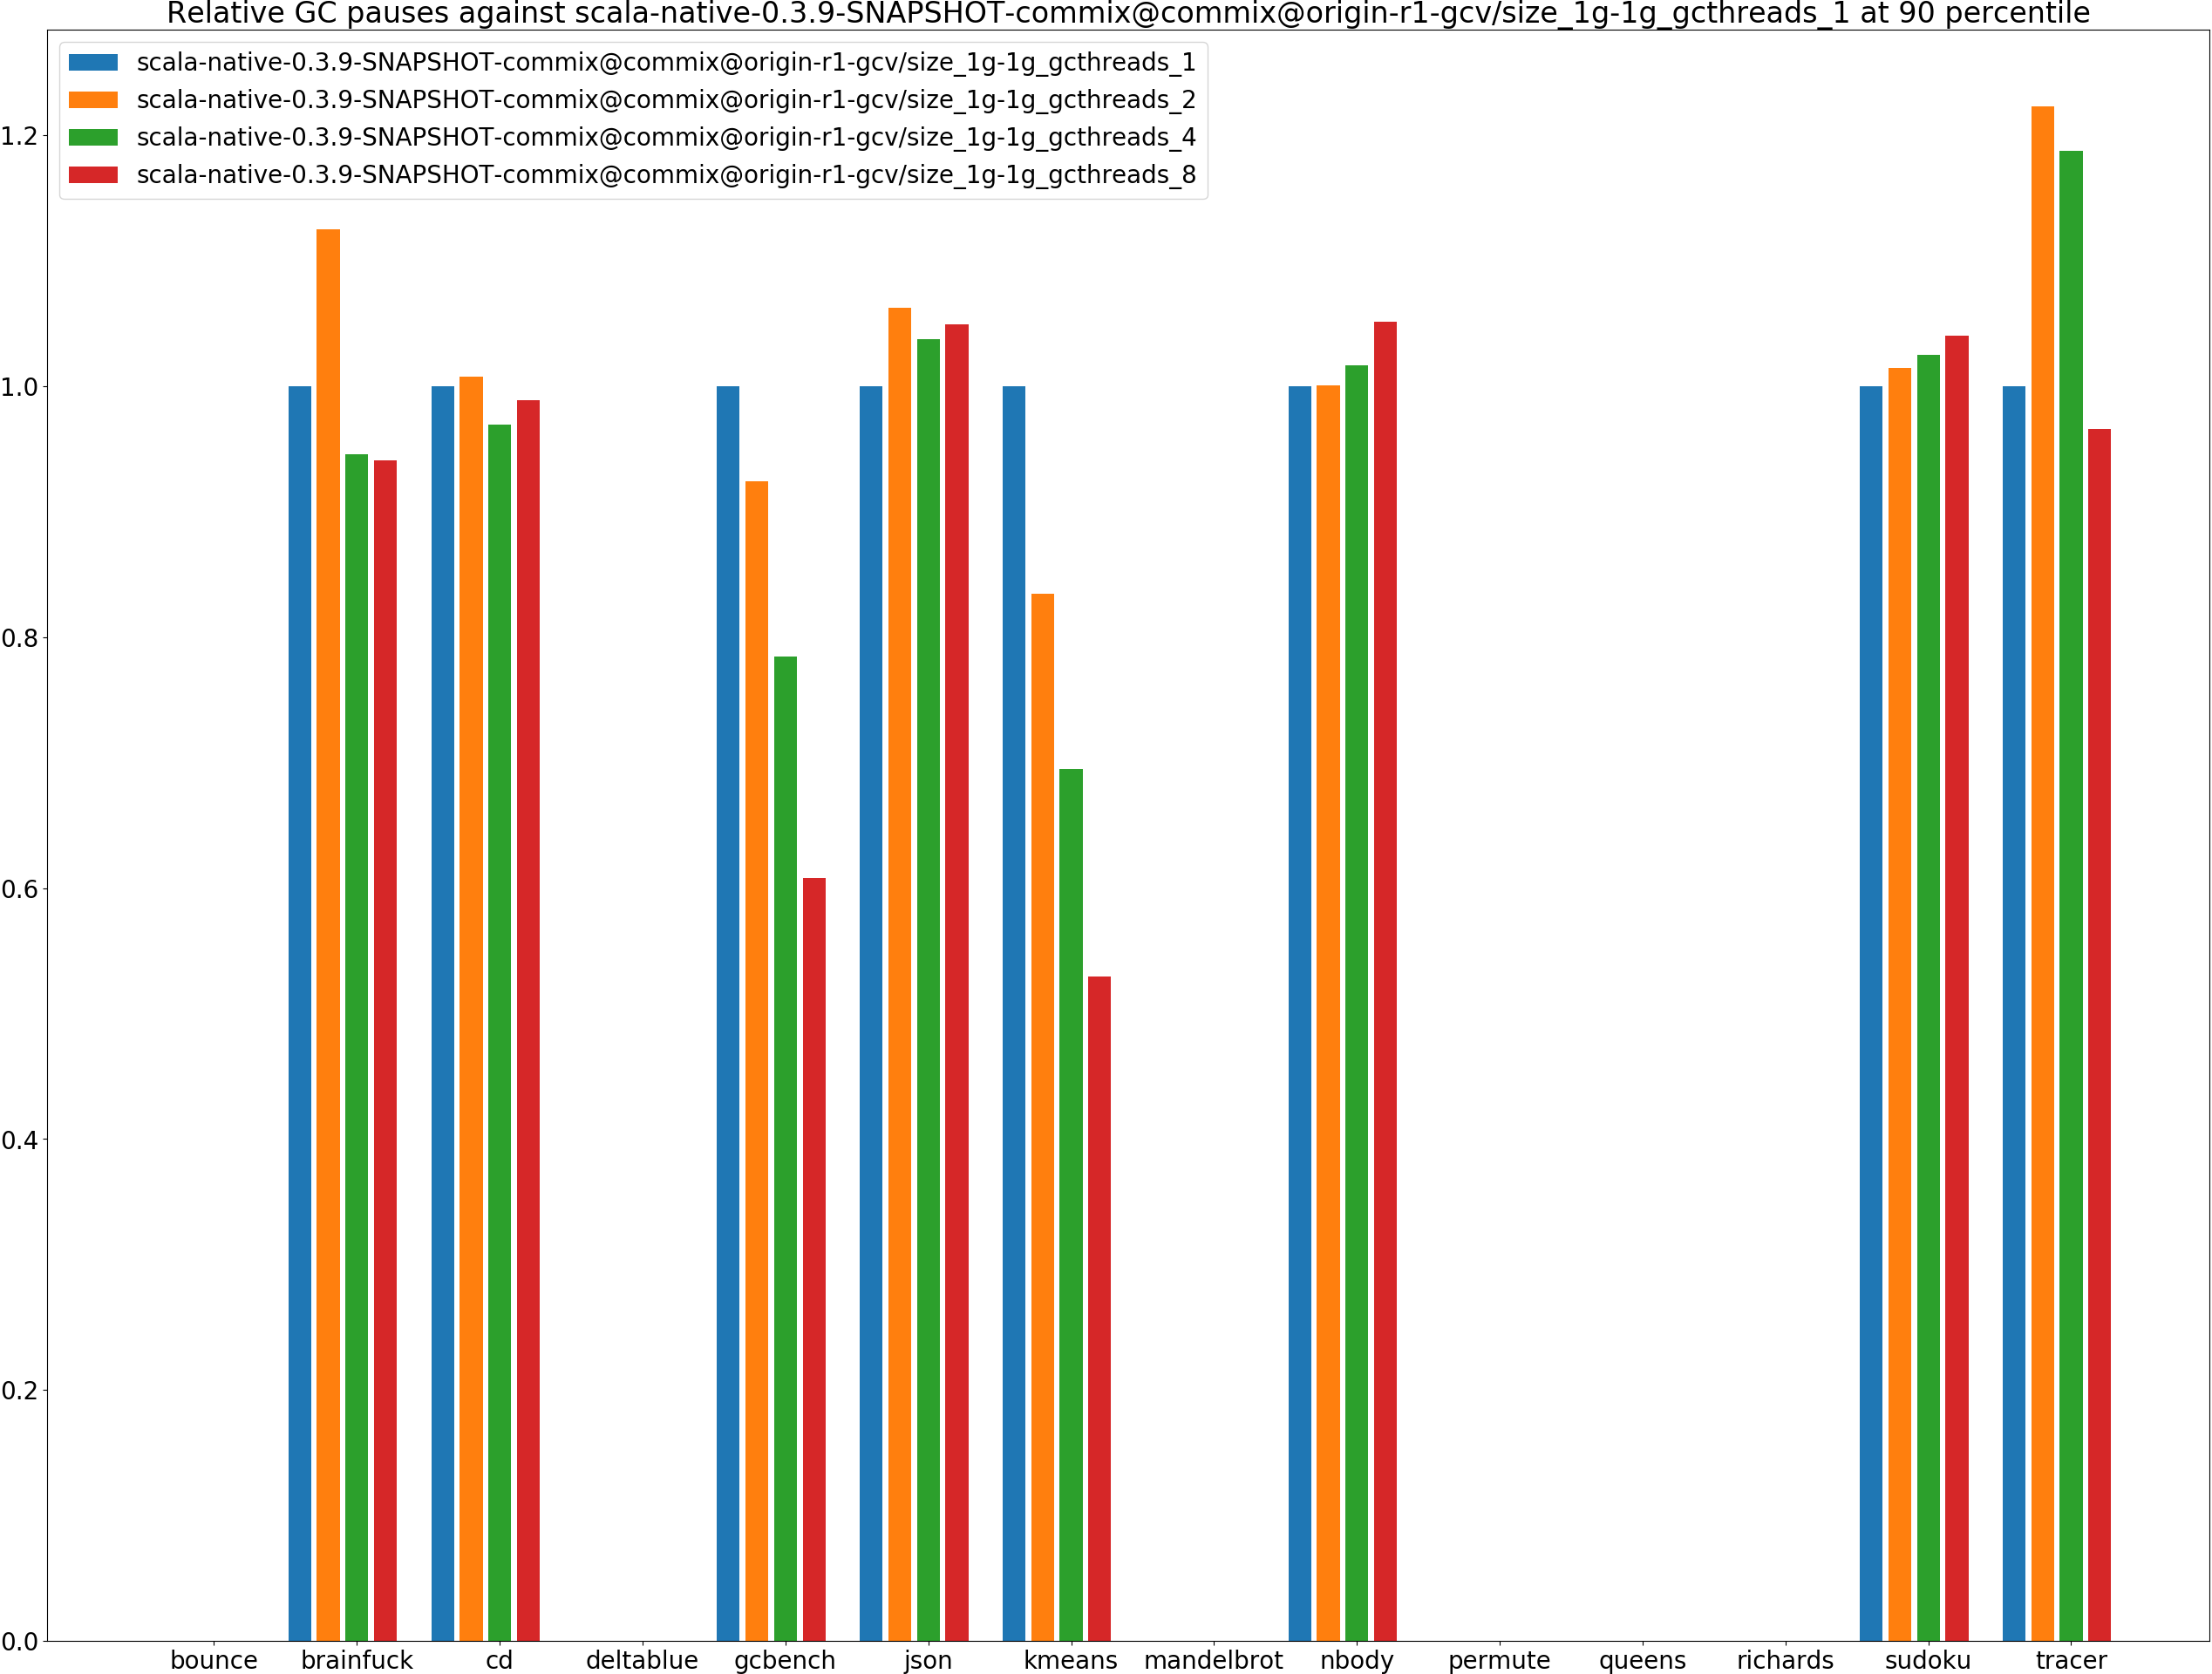 Relative GC pauses against scala-native-0.3.9-SNAPSHOT-commix@commix@origin-r1-gcv/size_1g-1g_gcthreads_1 at 90 percentile
scala-native-0.3.9-SNAPSHOT-commix@commix@origin-r1-gcv/size_1g-1g_gcthreads_1
scala-native-0.3.9-SNAPSHOT-commix@commix@origin-r1-gcv/size_1g-1g_gcthreads_2
scala-native-0.3.9-SNAPSHOT-commix@commix@origin-r1-gcv/size_1g-1g_gcthreads_4
scala-native-0.3.9-SNAPSHOT-commix@commix@origin-r1-gcv/size_1g-1g_gcthreads_8
1.2
1.0
0.8
0.6
0.4
0.2
0.0
bounce brainfuck cd deltablue gcbench json kmeans mandelbrot nbody permute queens richards sudoku tracer